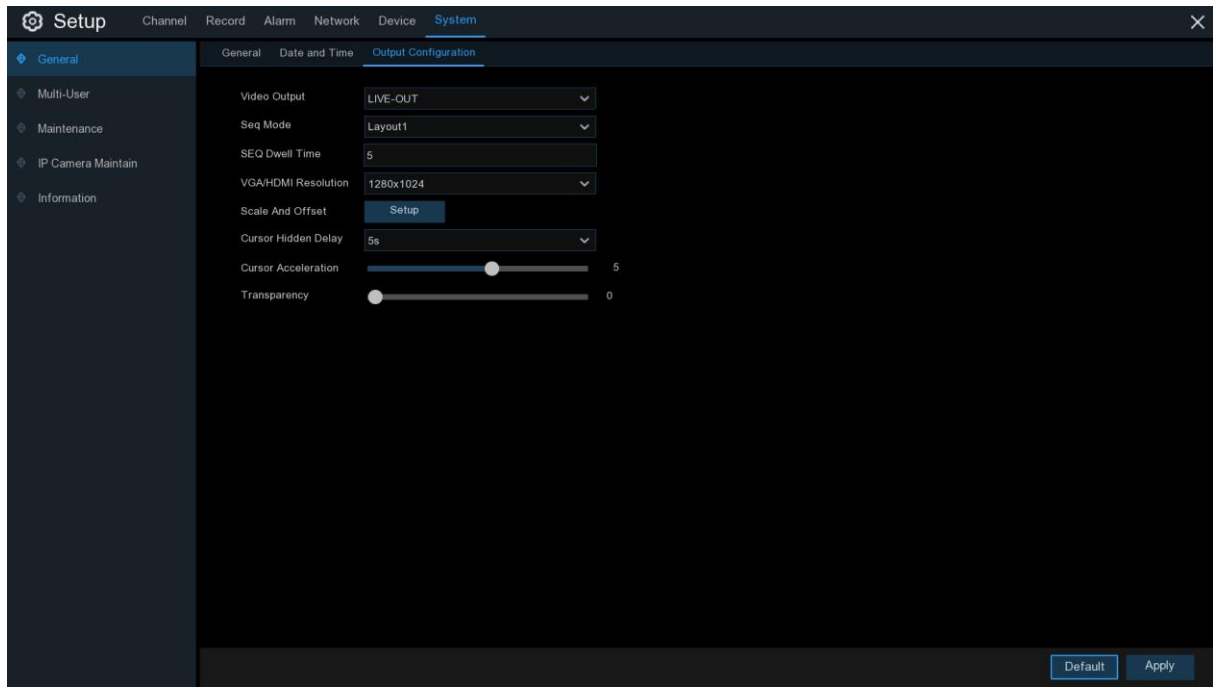 Setup Channel Record Alarm Network Device System
General
Multi-User
Maintenance
IP Camera Maintain
Information
General Date and Time Output Configuration
Video Output LIVE-OUT
Seq Mode Layout1
SEQ Dwell Time 5
VGA/HDMI Resolution 1280x1024
Scale And Offset Setup
Cursor Hidden Delay 5s
Cursor Acceleration 5
Transparency 0
Default Apply